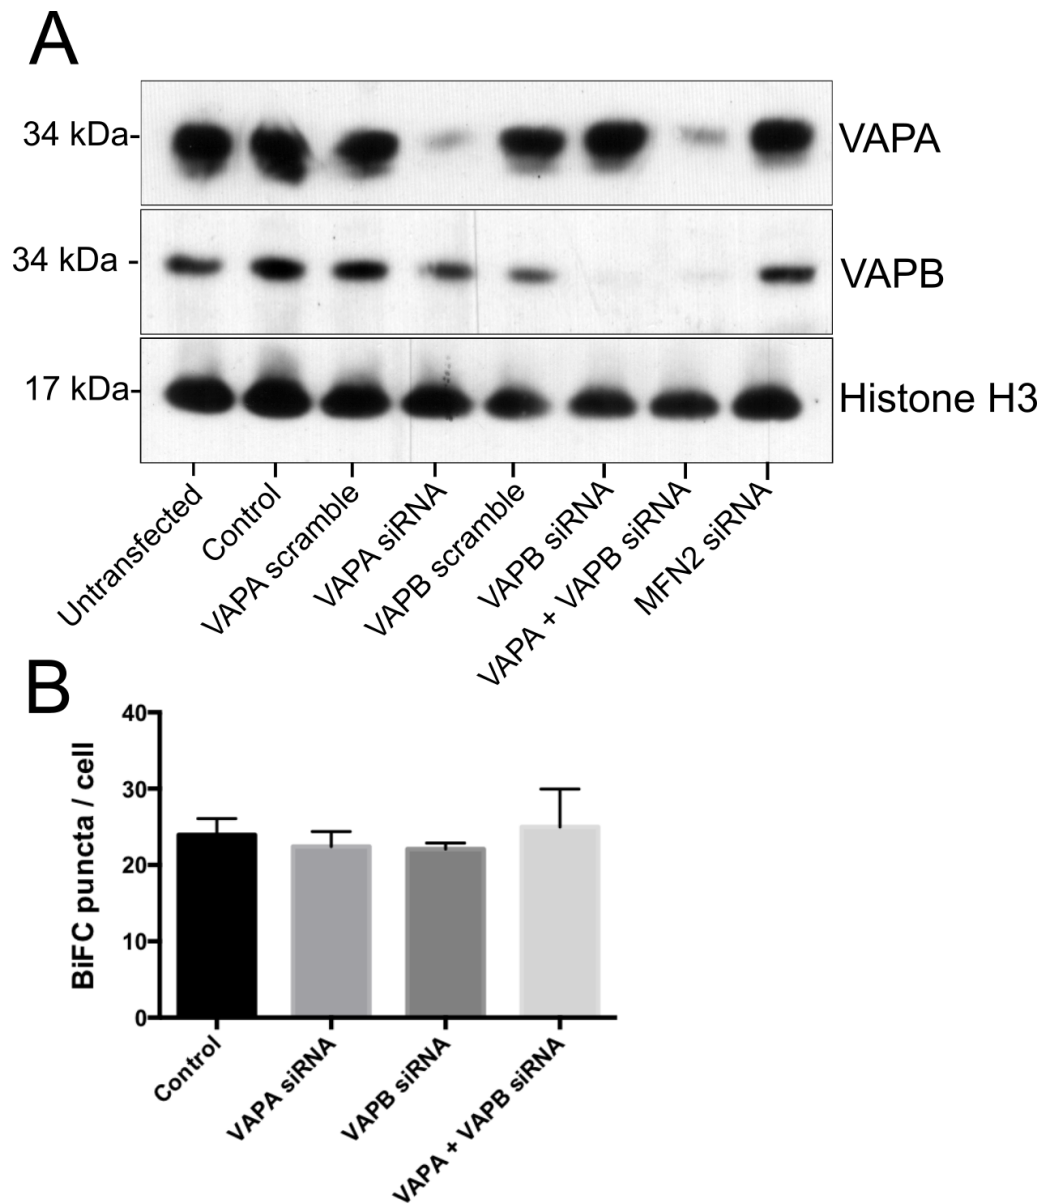 A
34 kDa-
VAPA
34 kDa -
VAPB
17 kDa-
Histone H3
Untransfected
Control
VAPA scramble
VAPA siRNA
VAPB scramble
VAPB siRNA
VAPA + VAPB siRNA
MFN2 siRNA
B
BiFC puncta / cell
40
30
20
10
0
Control
VAPA siRNA
VAPB siRNA
VAPA + VAPB siRNA